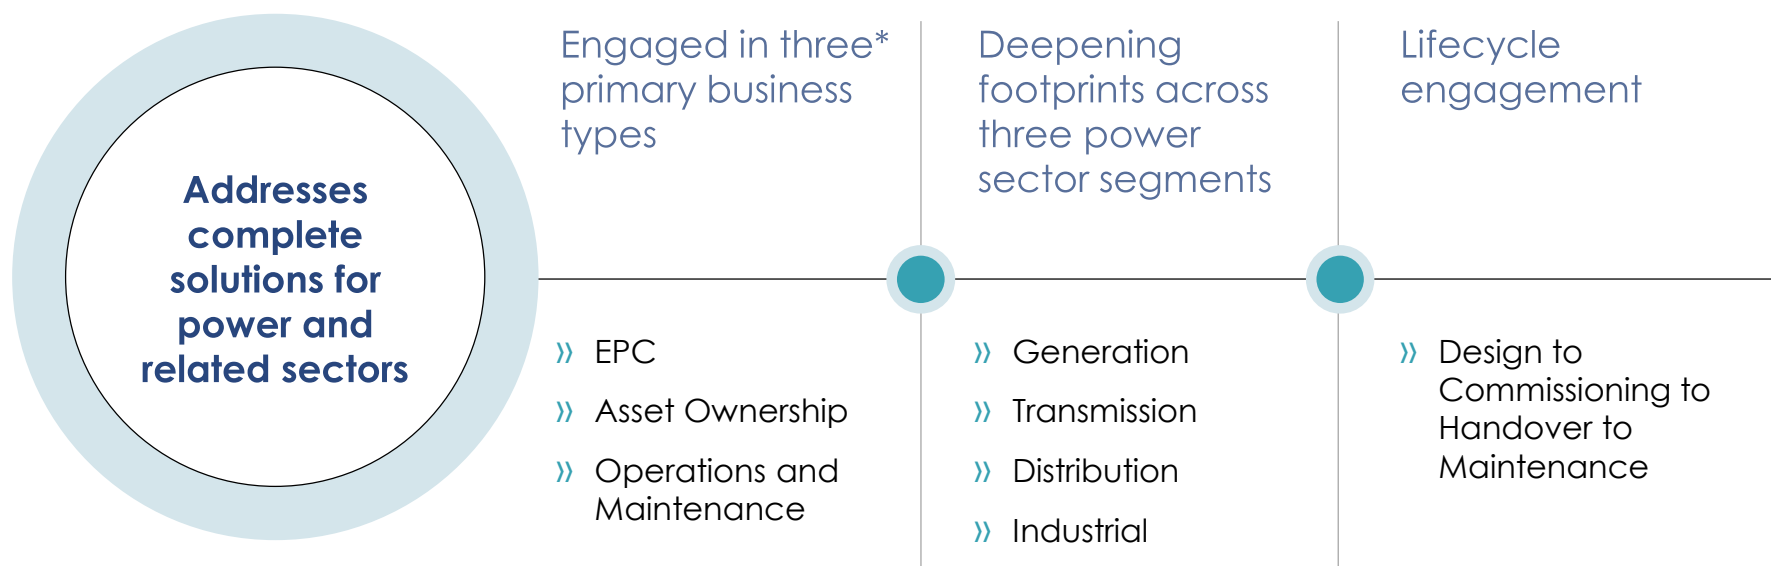 Addresses
complete
solutions for
power and
related sectors
Engaged in three*
primary business
types
» EPC
» Asset Ownership
» Operations and
Maintenance
Deepening
footprints across
three power
sector segments
» Generation
» Transmission
» Distribution
» Industrial
Lifecycle
engagement
» Design to
Commissioning to
Handover to
Maintenance